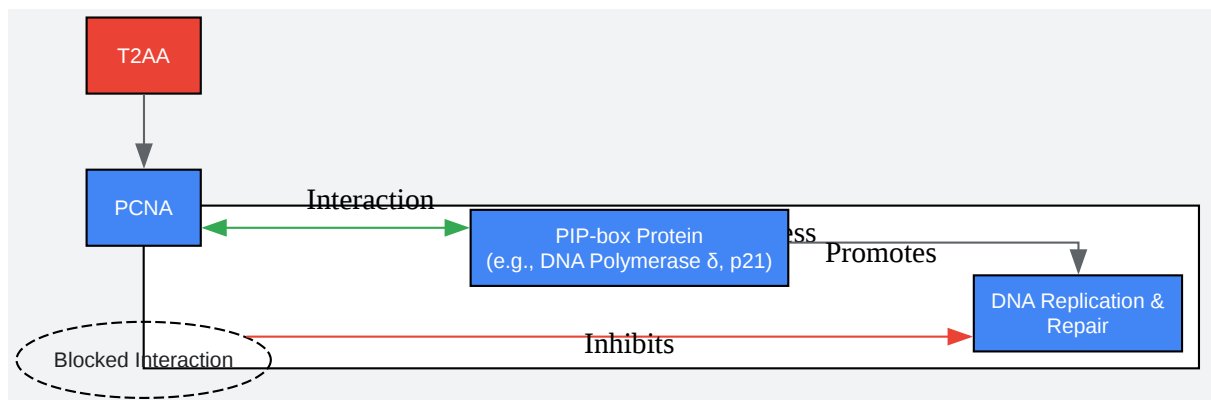 T2AA
PCNA
Interaction
PIP-box Protein
(e.g., DNA Polymerase δ, p21)
Promotes
DNA Replication &
Repair
Inhibits
Blocked Interaction